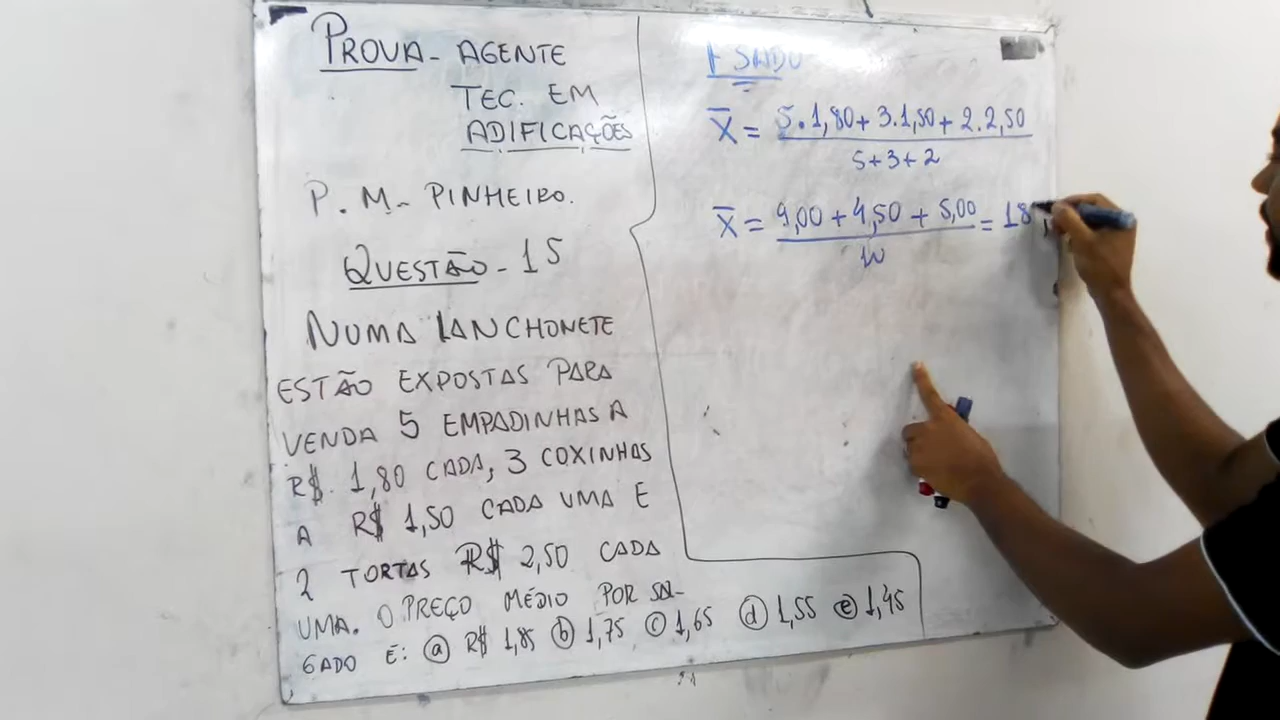 PROVA - AGENTE
TEC. EM
ADIFICAÇÕES
P. M. PINHEIRO.
QUESTÃO - 15
NUMA LANCHONETE
ESTÃO EXPOSTAS PARA
VENDA 5 EMPADINHAS A
R$. 1,80 CADA, 3 COXINHAS
A R$ 1,50 CADA UMA E
2 TORTAS R$ 2,50 CADA
UMA. O PREÇO MÉDIO POR SAL-
GADO É: ⓐ R$ 1,85 ⓑ 1,75 ⓒ 1,65 ⓓ 1,55 ⓔ 1,45
X̅ = 5.1,80 + 3.1,50 + 2.2,50
5+3+2
X̅ = 9,00 + 4,50 + 5,00 = 18,
10